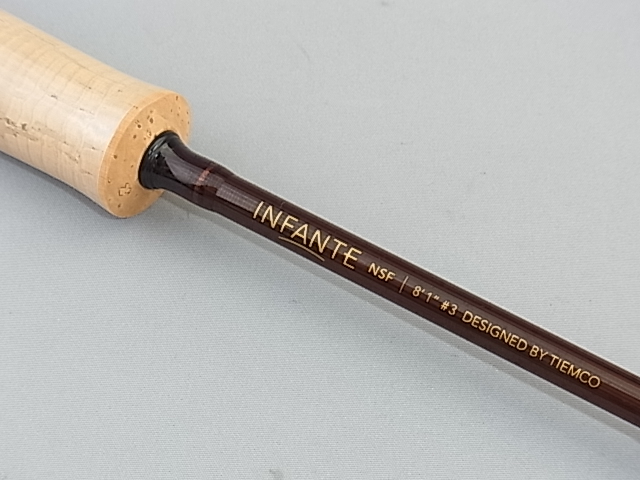 INFANTE NSF | 8'1" #3 DESIGNED BY TIEMCO